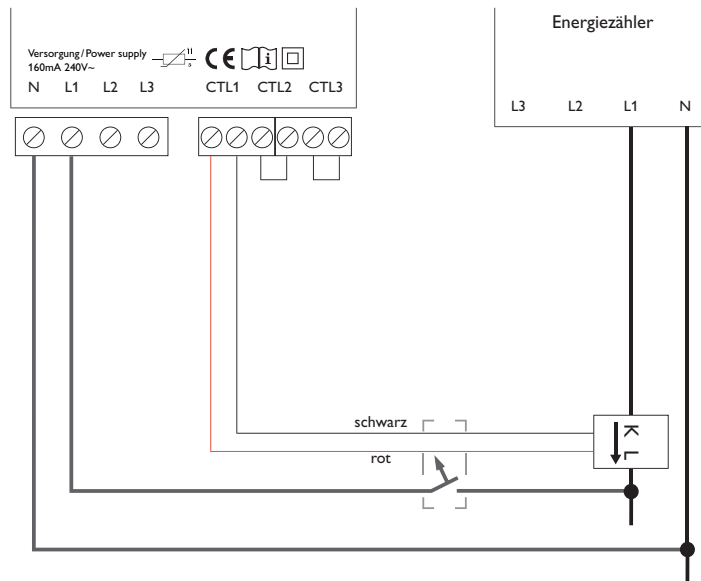 Energiezähler
Versorgung/Power supply
160mA 240V~
N L1 L2 L3 CTL1 CTL2 CTL3
L3 L2 L1 N
schwarz
rot
K L